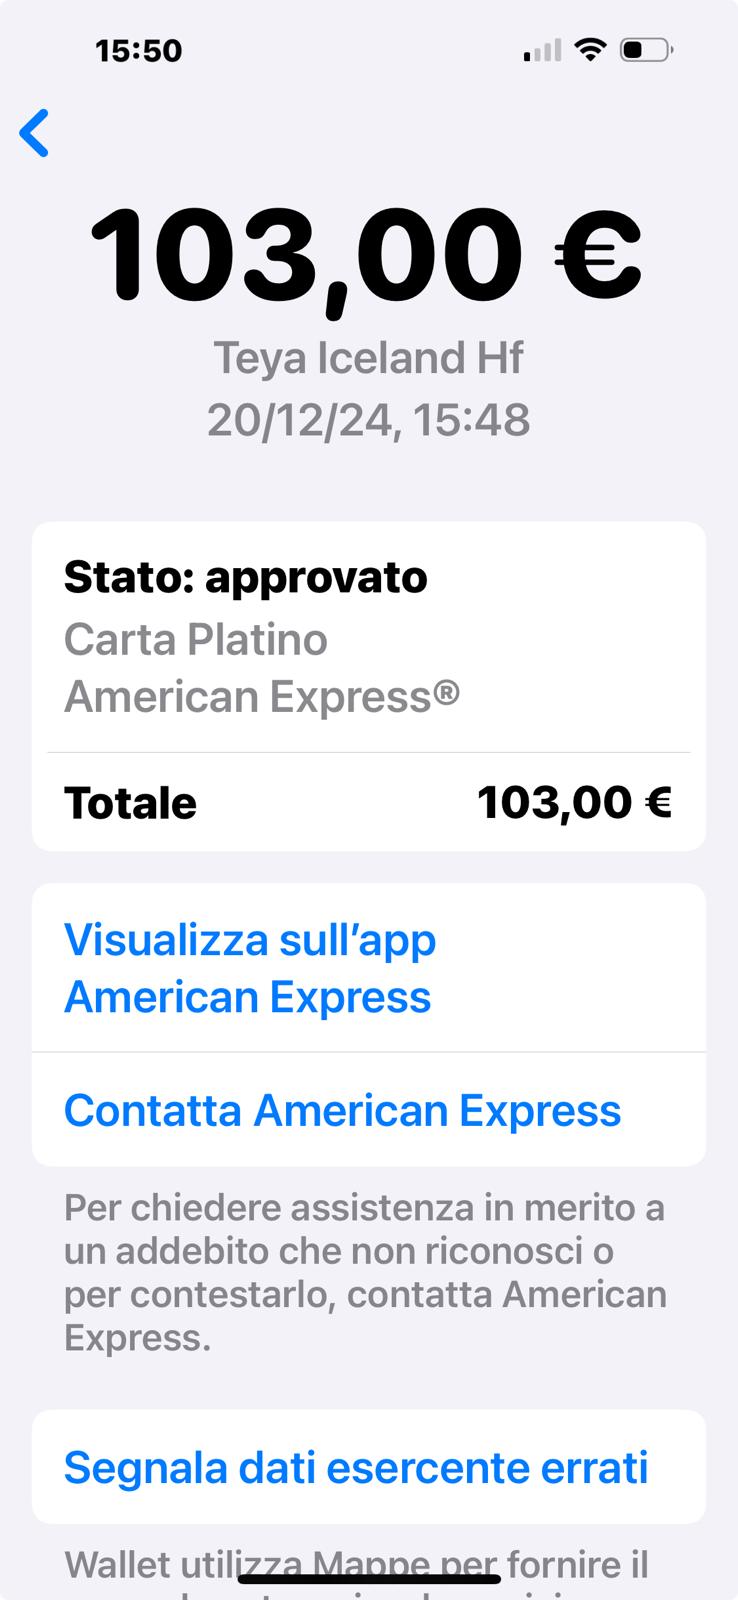 15:50
103,00 €
Teya Iceland Hf
20/12/24, 15:48
Stato: approvato
Carta Platino
American Express®
Totale 103,00 €
Visualizza sull’app
American Express
Contatta American Express
Per chiedere assistenza in merito a
un addebito che non riconosci o
per contestarlo, contatta American
Express.
Segnala dati esercente errati
Wallet utilizza Mappe per fornire il